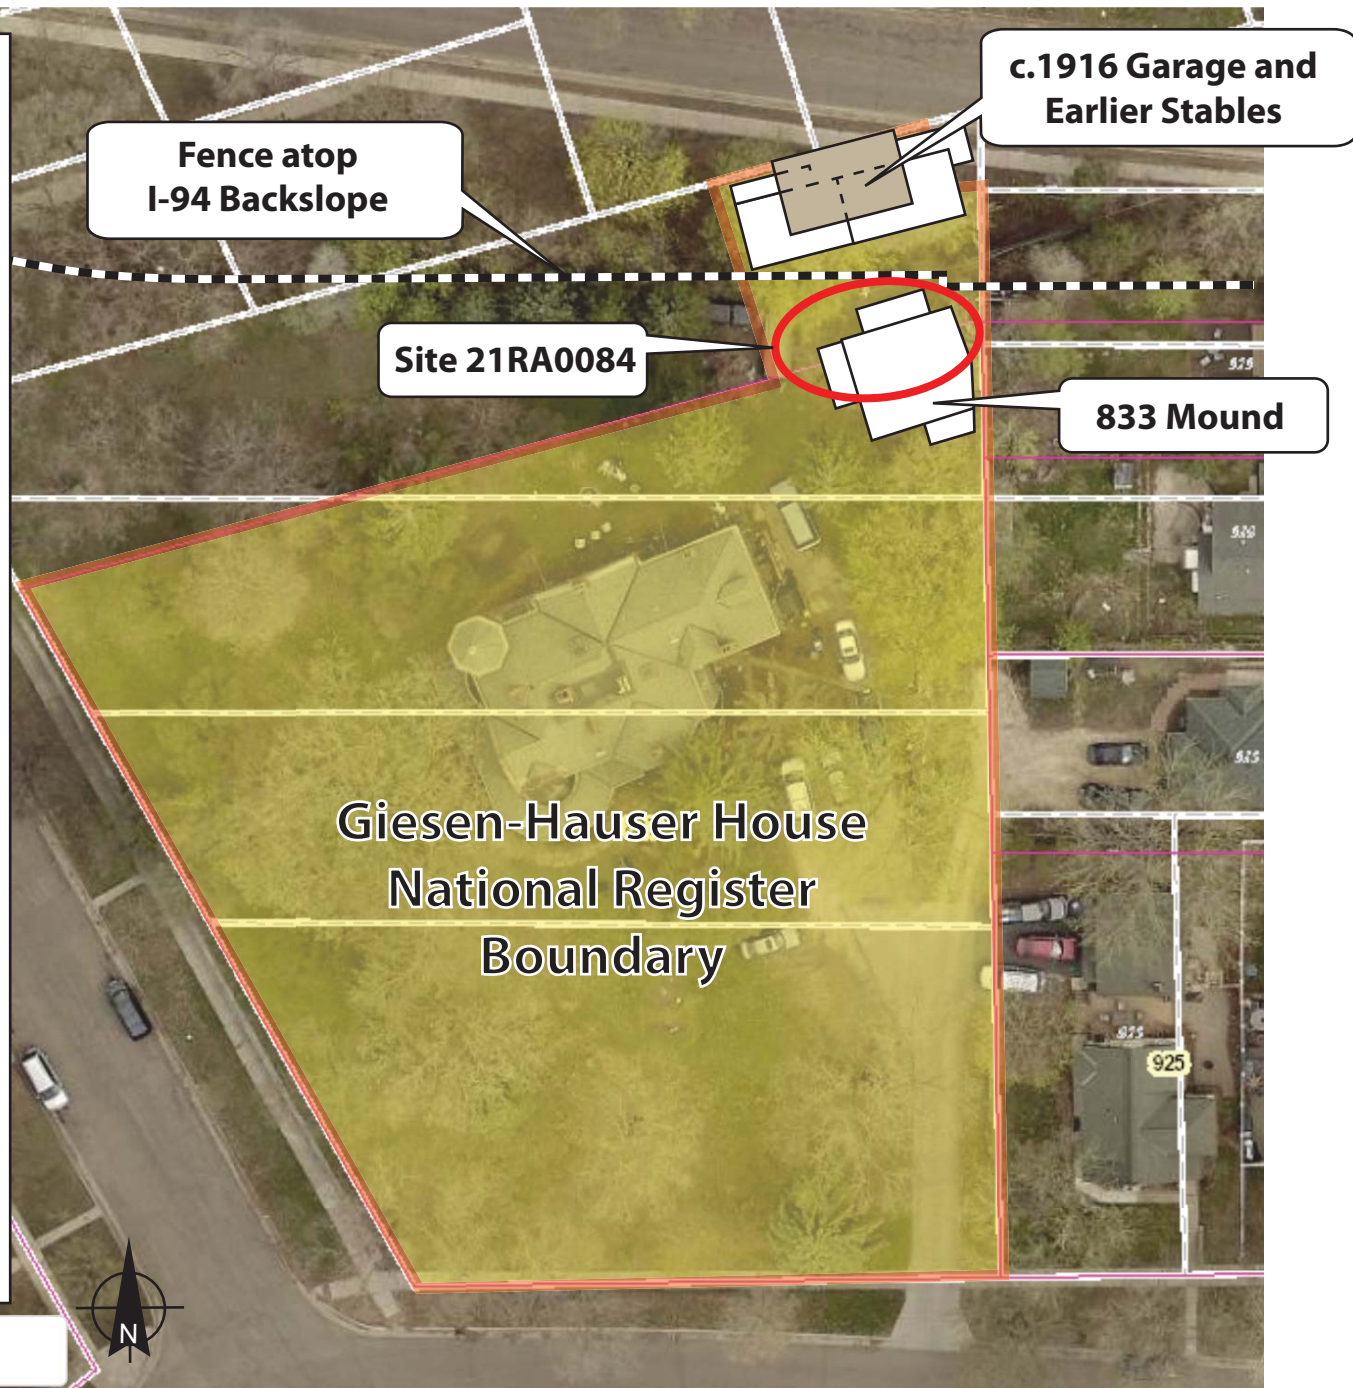 c.1916 Garage and
Earlier Stables
Fence atop
I-94 Backslope
Site 21RA0084
833 Mound
Giesen-Hauser House
National Register
Boundary
925
N